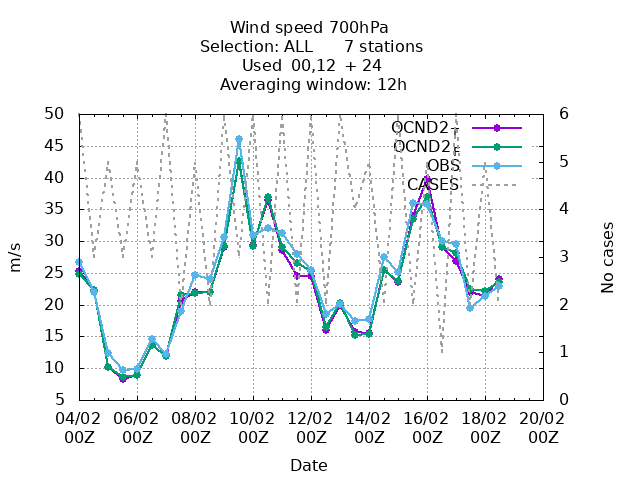 Wind speed 700hPa
Selection: ALL 7 stations
Used 00,12 + 24
Averaging window: 12h
50
45
40
35
30
25
20
15
10
5
m/s
6
5
4
3
2
1
0
No cases
OCND2
OCND2
OBS
CASES
04/02 06/02 08/02 10/02 12/02 14/02 16/02 18/02 20/02
00Z 00Z 00Z 00Z 00Z 00Z 00Z 00Z 00Z
Date